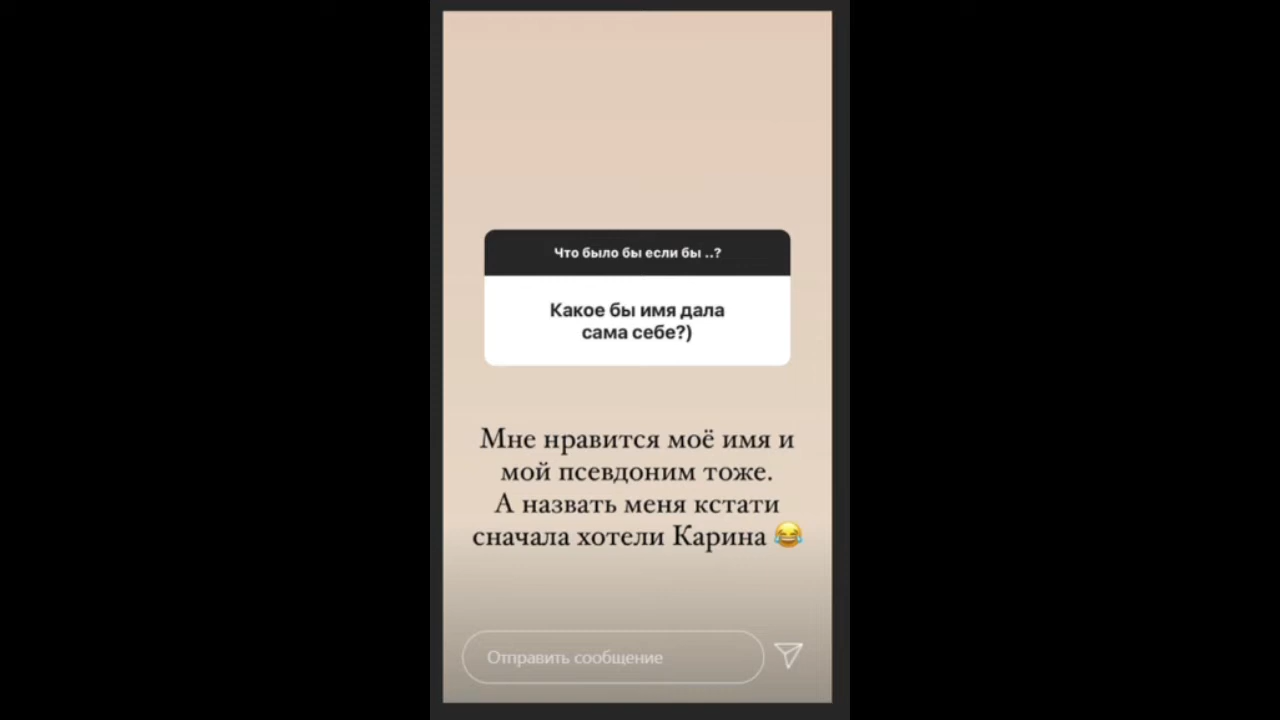 Что было бы если бы ..?
Какое бы имя дала
сама себе?)
Мне нравится моё имя и
мой псевдоним тоже.
А назвать меня кстати
сначала хотели Карина 😂
Отправить сообщение